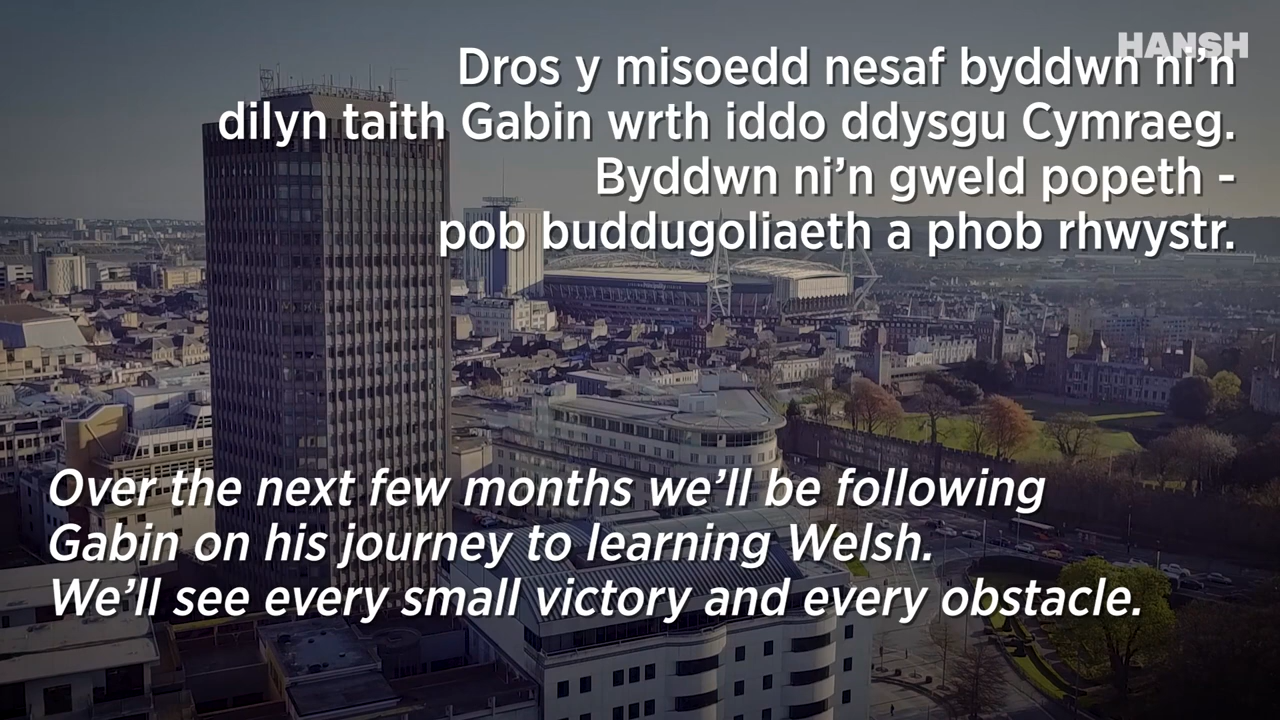 HANSH
Dros y misoedd nesaf byddwn ni'n
dilyn taith Gabin wrth iddo ddysgu Cymraeg.
Byddwn ni'n gweld popeth -
pob buddugoliaeth a phob rhwystr.
Over the next few months we'll be following
Gabin on his journey to learning Welsh.
We'll see every small victory and every obstacle.